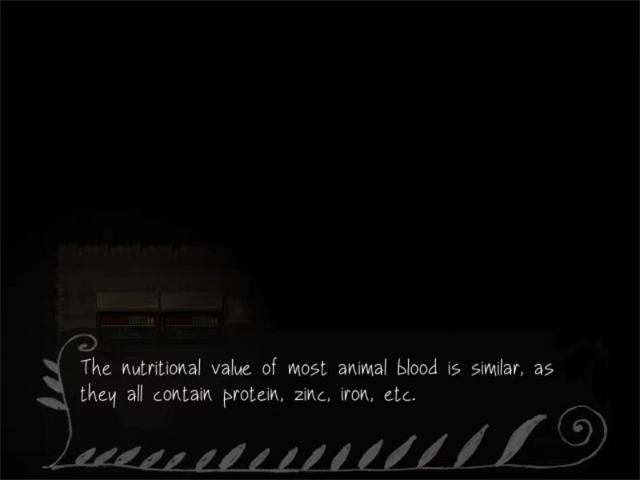 The nutritional value of most animal blood is similar, as
they all contain protein, zinc, iron, etc.